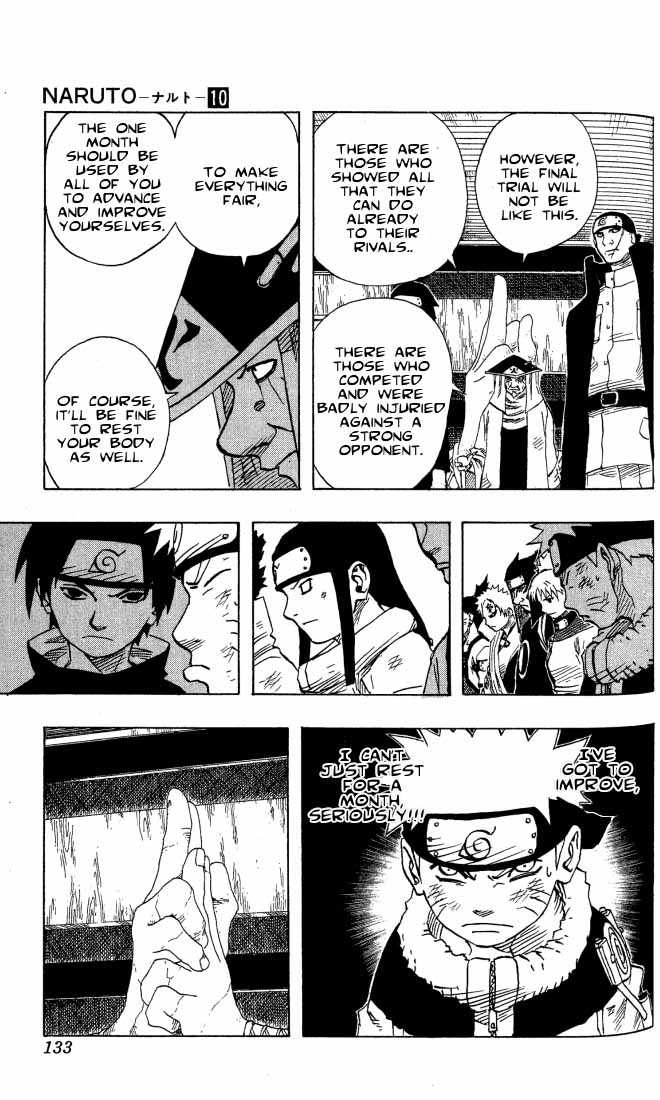 NARUTO-ナルト-10
HOWEVER,
THE FINAL
TRIAL WILL
NOT BE
LIKE THIS.
THERE ARE
THOSE WHO
SHOWED ALL
THAT THEY
CAN DO
ALREADY
TO THEIR
RIVALS..
THERE ARE
THOSE WHO
COMPETED
AND WERE
BADLY INJURIED
AGAINST A
STRONG
OPPONENT.
TO MAKE
EVERYTHING
FAIR,
THE ONE
MONTH
SHOULD BE
USED BY
ALL OF YOU
TO ADVANCE
AND IMPROVE
YOURSELVES.
OF COURSE,
IT'LL BE FINE
TO REST
YOUR BODY
AS WELL.
I'VE
GOT TO
IMPROVE,
I CAN'T
JUST REST
FOR A
MONTH,
SERIOUSLY!!!
133